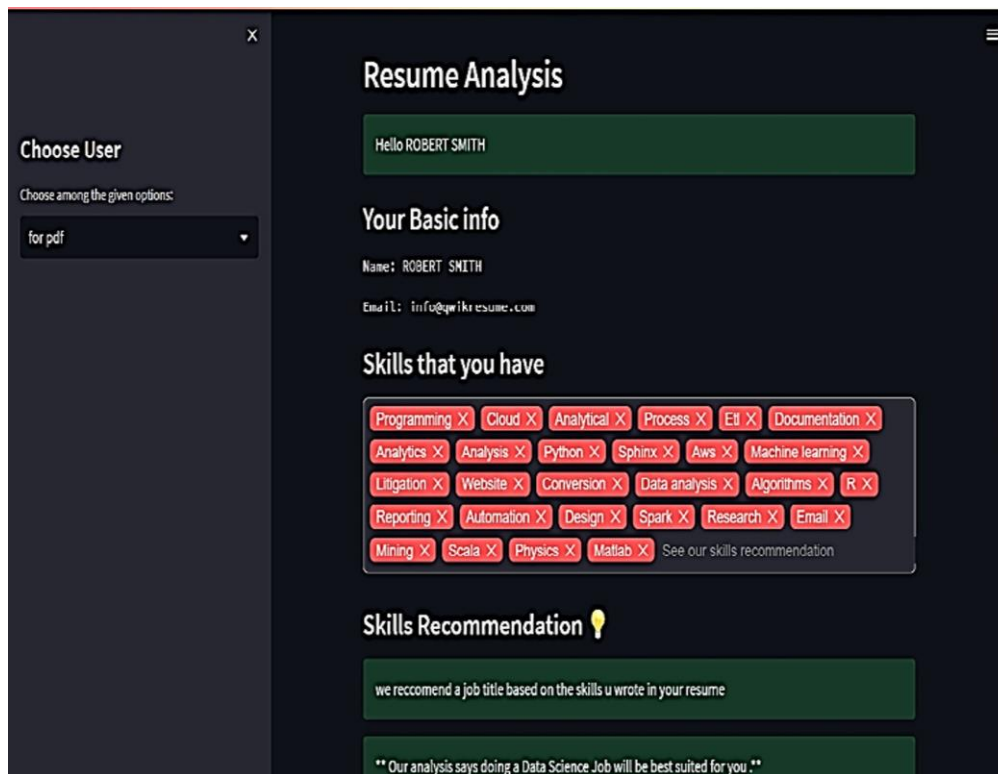 X
Choose User
Choose among the given options:
for pdf
Resume Analysis
Hello ROBERT SMITH
Your Basic info
Name: ROBERT SMITH
Email: info@qwikresume.com
Skills that you have
Programming X Cloud X Analytical X Process X Etl X Documentation X
Analytics X Analysis X Python X Sphinx X Aws X Machine learning X
Litigation X Website X Conversion X Data analysis X Algorithms X R X
Reporting X Automation X Design X Spark X Research X Email X
Mining X Scala X Physics X Matlab X See our skills recommendation
Skills Recommendation 💡
we reccomend a job title based on the skills u wrote in your resume
** Our analysis says doing a Data Science Job will be best suited for you .**